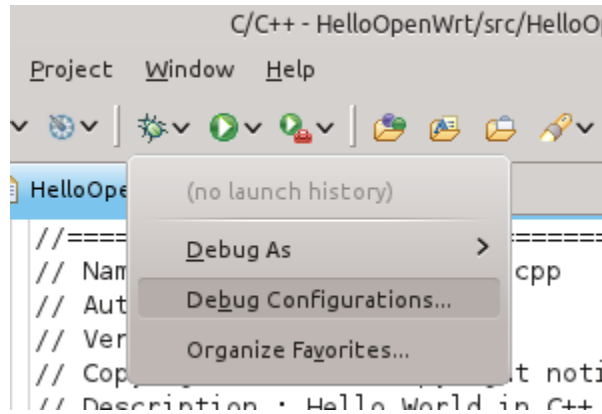 C/C++ - HelloOpenWrt/src/HelloO
Project Window Help
HelloOpe
(no launch history)
//==== =======
Debug As >
// Nam cpp
Debug Configurations...
// Aut
// Ver
Organize Favorites...
// Cop t noti
// Description : Hello World in C++